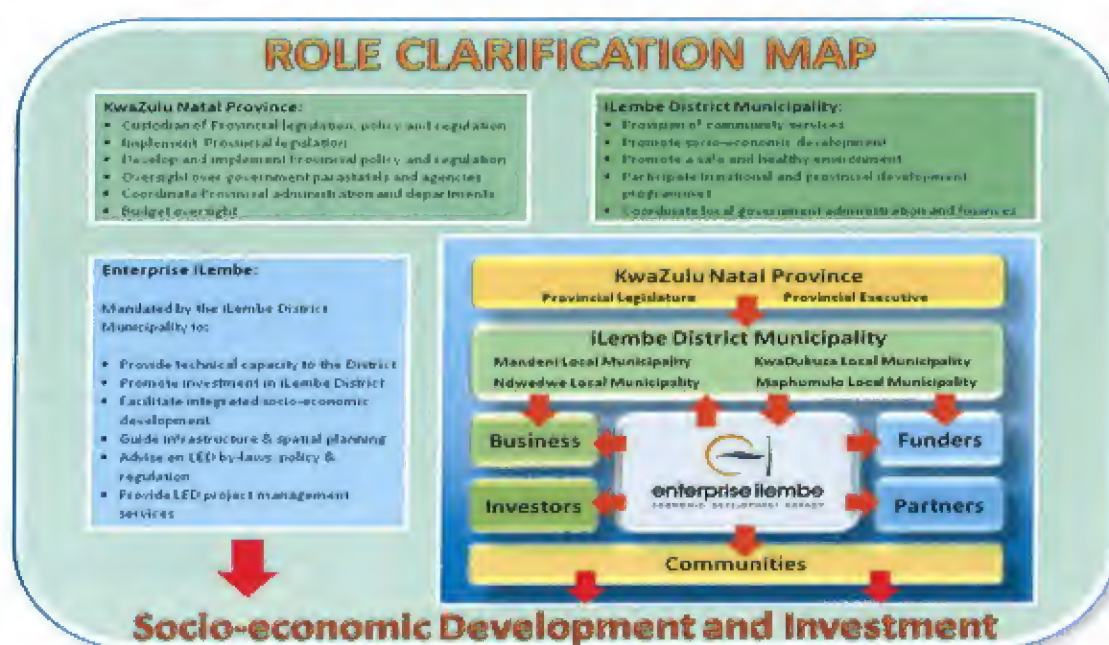 ROLE CLARIFICATION MAP
KwaZulu Natal Province:
• Custodian of Provincial legislation, policy and regulation
• Implement Provincial legislation
• Develop and implement Provincial policy and regulation
• Oversight over government parastatals and agencies
• Coordinate Provincial administration and departments
• Budget oversight
iLembe District Municipality:
• Provision of community services
• Promote socio-economic development
• Promote a safe and healthy environment
• Participate in national and provincial development
programmes
• Coordinate local government administration and finances
Enterprise iLembe:
Mandated by the iLembe District
Municipality to:
• Provide technical capacity to the District
• Promote investment in iLembe District
• Facilitate integrated socio-economic
development
• Guide infrastructure & spatial planning
• Advise on LED by-laws, policy &
regulation
• Provide LED project management
services
KwaZulu Natal Province
Provincial Legislature Provincial Executive
iLembe District Municipality
Mandeni Local Municipality KwaDukuza Local Municipality
Ndwedwe Local Municipality Maphumulo Local Municipality
Business
Funders
enterprise ilembe
ECONOMIC DEVELOPMENT AGENCY
Investors
Partners
Communities
Socio-economic Development and Investment